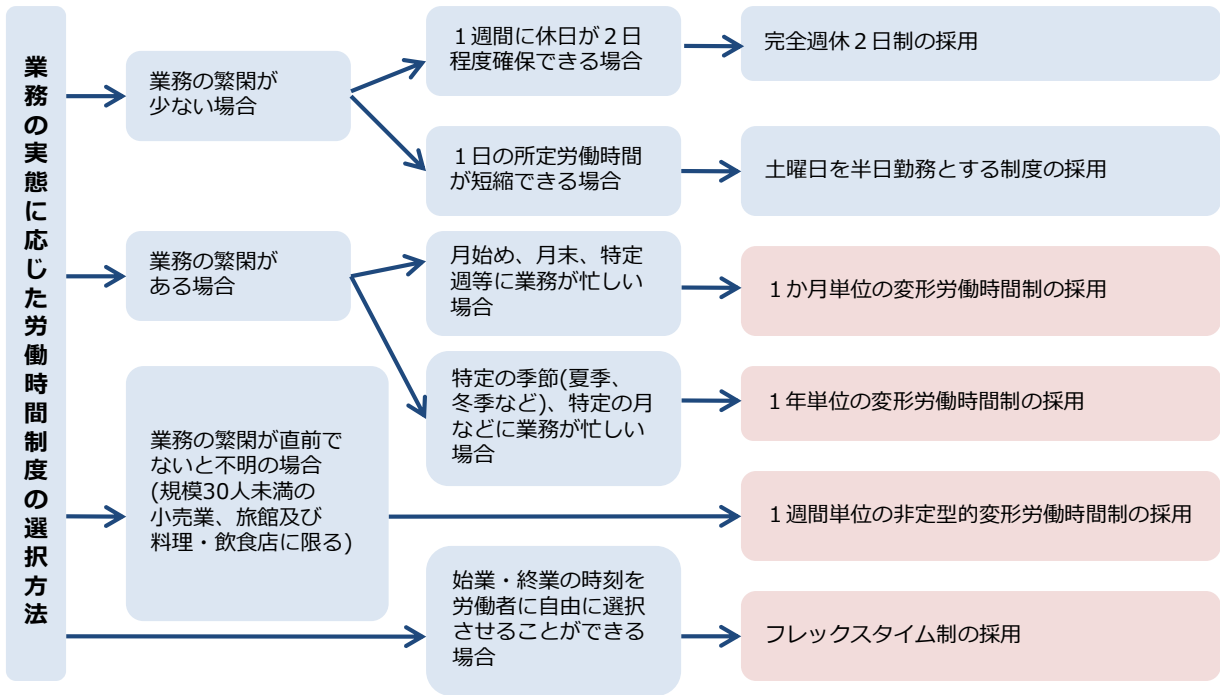 業務の実態に応じた労働時間制度の選択方法
業務の繁閑が
少ない場合
１週間に休日が２日
程度確保できる場合
完全週休２日制の採用
１日の所定労働時間
が短縮できる場合
土曜日を半日勤務とする制度の採用
業務の繁閑が
ある場合
月始め、月末、特定
週等に業務が忙しい
場合
１か月単位の変形労働時間制の採用
特定の季節(夏季、
冬季など)、特定の月
などに業務が忙しい
場合
１年単位の変形労働時間制の採用
業務の繁閑が直前で
ないと不明の場合
(規模30人未満の
小売業、旅館及び
料理・飲食店に限る)
１週間単位の非定型的変形労働時間制の採用
始業・終業の時刻を
労働者に自由に選択
させることができる
場合
フレックスタイム制の採用